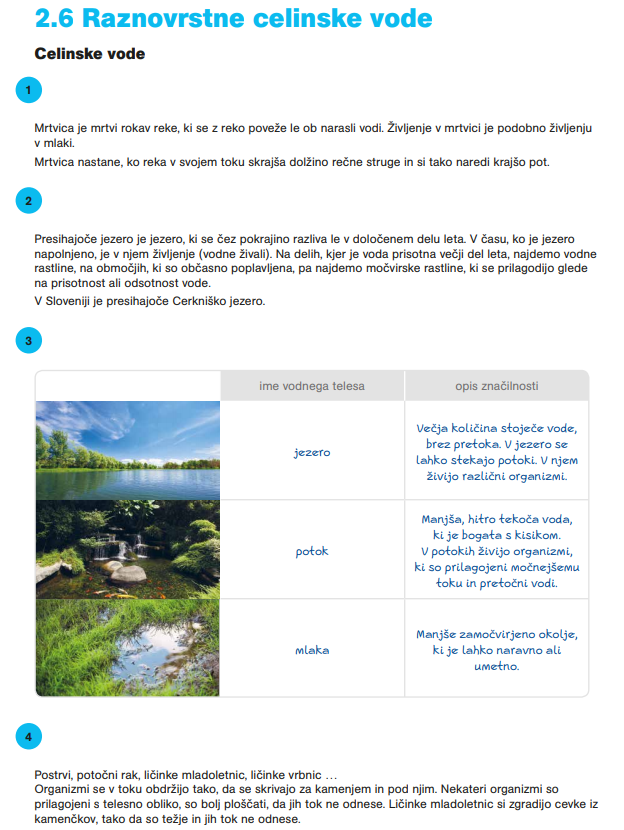 2.6 Raznovrstne celinske vode
Celinske vode
1
Mrtvica je mrtvi rokav reke, ki se z reko poveže le ob narasli vodi. Življenje v mrtvici je podobno življenju
v mlaki.
Mrtvica nastane, ko reka v svojem toku skrajša dolžino rečne struge in si tako naredi krajšo pot.
2
Presihajoče jezero je jezero, ki se čez pokrajino razliva le v določenem delu leta. V času, ko je jezero
napolnjeno, je v njem življenje (vodne živali). Na delih, kjer je voda prisotna večji del leta, najdemo vodne
rastline, na območjih, ki so občasno poplavljena, pa najdemo močvirske rastline, ki se prilagodijo glede
na prisotnost ali odsotnost vode.
V Sloveniji je presihajoče Cerkniško jezero.
3
ime vodnega telesa
opis značilnosti
jezero
Večja količina stoječe vode,
brez pretoka. V jezero se
lahko stekajo potoki. V njem
živijo različni organizmi.
potok
Manjša, hitro tekoča voda,
ki je bogata s kisikom.
V potokih živijo organizmi,
ki so prilagojeni močnejšemu
toku in pretočni vodi.
mlaka
Manjše zamočvirjeno okolje,
ki je lahko naravno ali
umetno.
4
Postrvi, potočni rak, ličinke mladoletnic, ličinke vrbnic …
Organizmi se v toku obdržijo tako, da se skrivajo za kamenjem in pod njim. Nekateri organizmi so
prilagojeni s telesno obliko, so bolj ploščati, da jih tok ne odnese. Ličinke mladoletnic si zgradijo cevke iz
kamenčkov, tako da so težje in jih tok ne odnese.